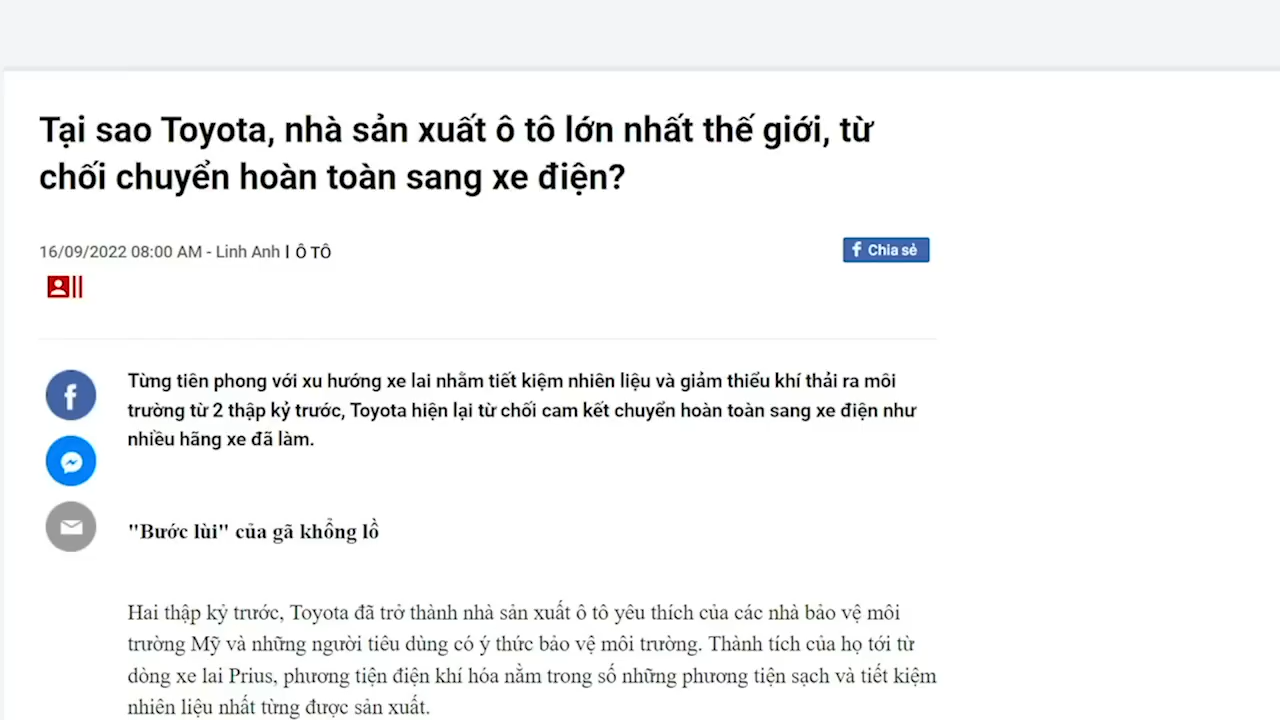 Tại sao Toyota, nhà sản xuất ô tô lớn nhất thế giới, từ
chối chuyển hoàn toàn sang xe điện?
16/09/2022 08:00 AM - Linh Anh | Ô TÔ
Chia sẻ
Từng tiên phong với xu hướng xe lai nhằm tiết kiệm nhiên liệu và giảm thiểu khí thải ra môi
trường từ 2 thập kỷ trước, Toyota hiện lại từ chối cam kết chuyển hoàn toàn sang xe điện như
nhiều hãng xe đã làm.
"Bước lùi" của gã khổng lồ
Hai thập kỷ trước, Toyota đã trở thành nhà sản xuất ô tô yêu thích của các nhà bảo vệ môi
trường Mỹ và những người tiêu dùng có ý thức bảo vệ môi trường. Thành tích của họ tới từ
dòng xe lai Prius, phương tiện điện khí hóa nằm trong số những phương tiện sạch và tiết kiệm
nhiên liệu nhất từng được sản xuất.